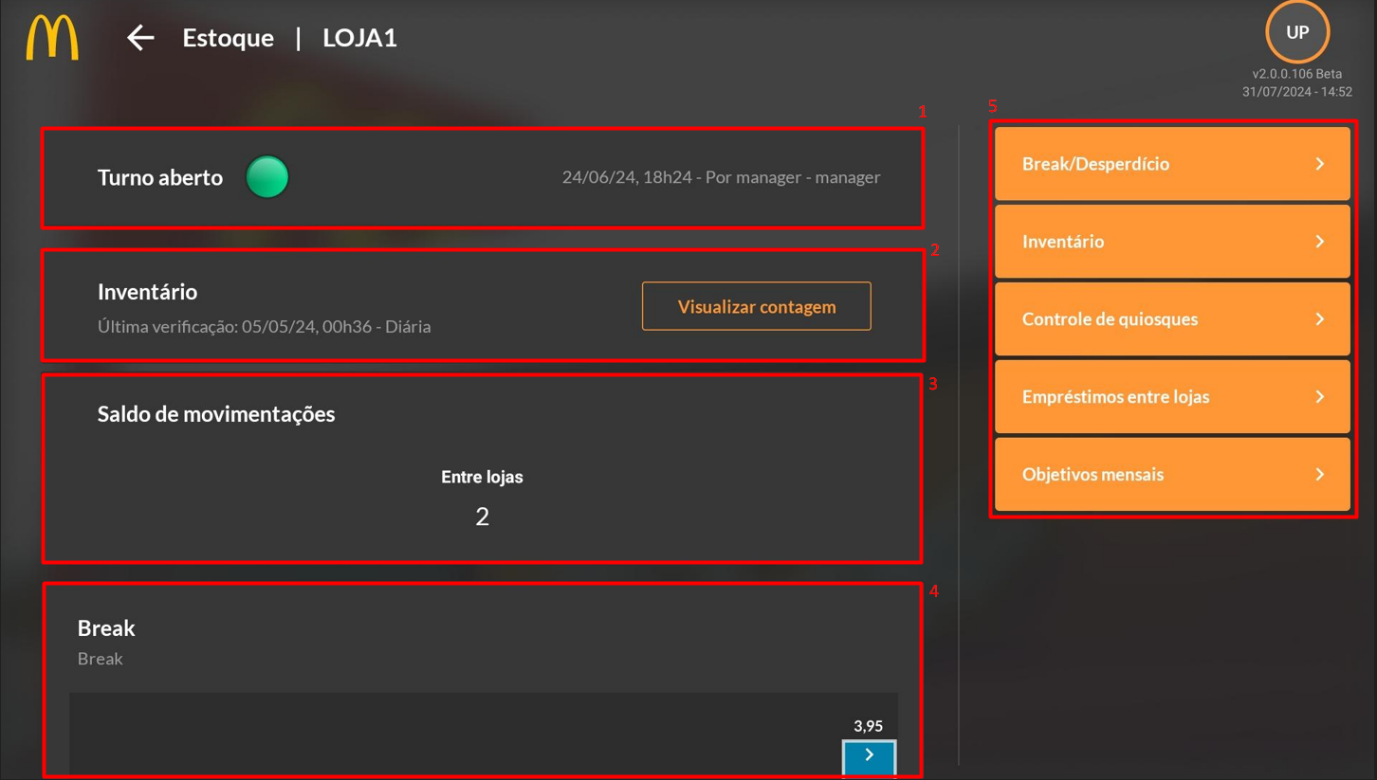 Estoque | LOJA1
UP
v2.0.0.106 Beta
31/07/2024 - 14:52
1
Turno aberto
24/06/24, 18h24 - Por manager - manager
2
Inventário
Última verificação: 05/05/24, 00h36 - Diária
Visualizar contagem
3
Saldo de movimentações
Entre lojas
2
4
Break
Break
3,95
5
Break/Desperdício
Inventário
Controle de quiosques
Empréstimos entre lojas
Objetivos mensais